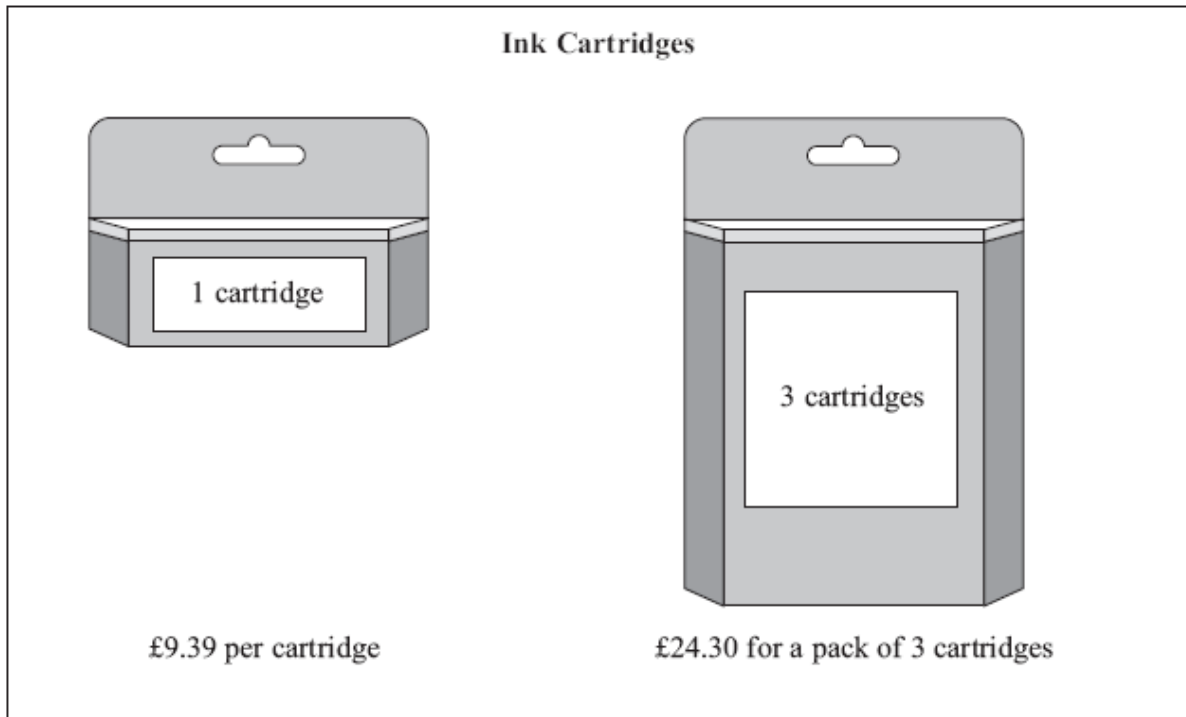 Ink Cartridges
1 cartridge
3 cartridges
£9.39 per cartridge
£24.30 for a pack of 3 cartridges